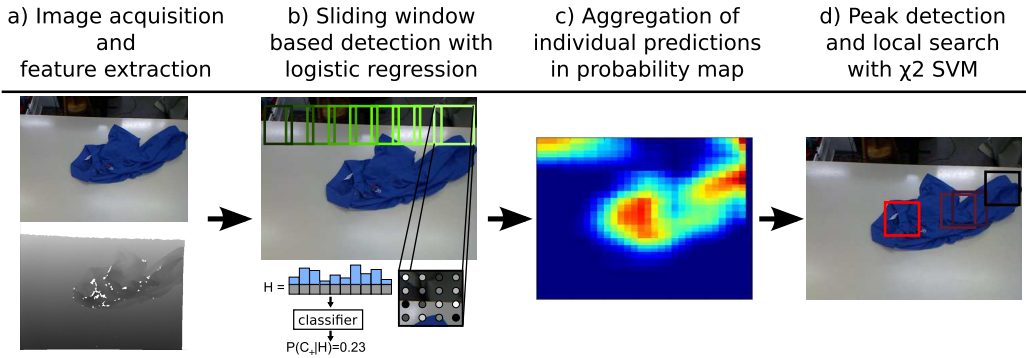 a) Image acquisition
and
feature extraction
b) Sliding window
based detection with
logistic regression
c) Aggregation of
individual predictions
in probability map
d) Peak detection
and local search
with χ2 SVM
H =
classifier
P(C₊|H)=0.23